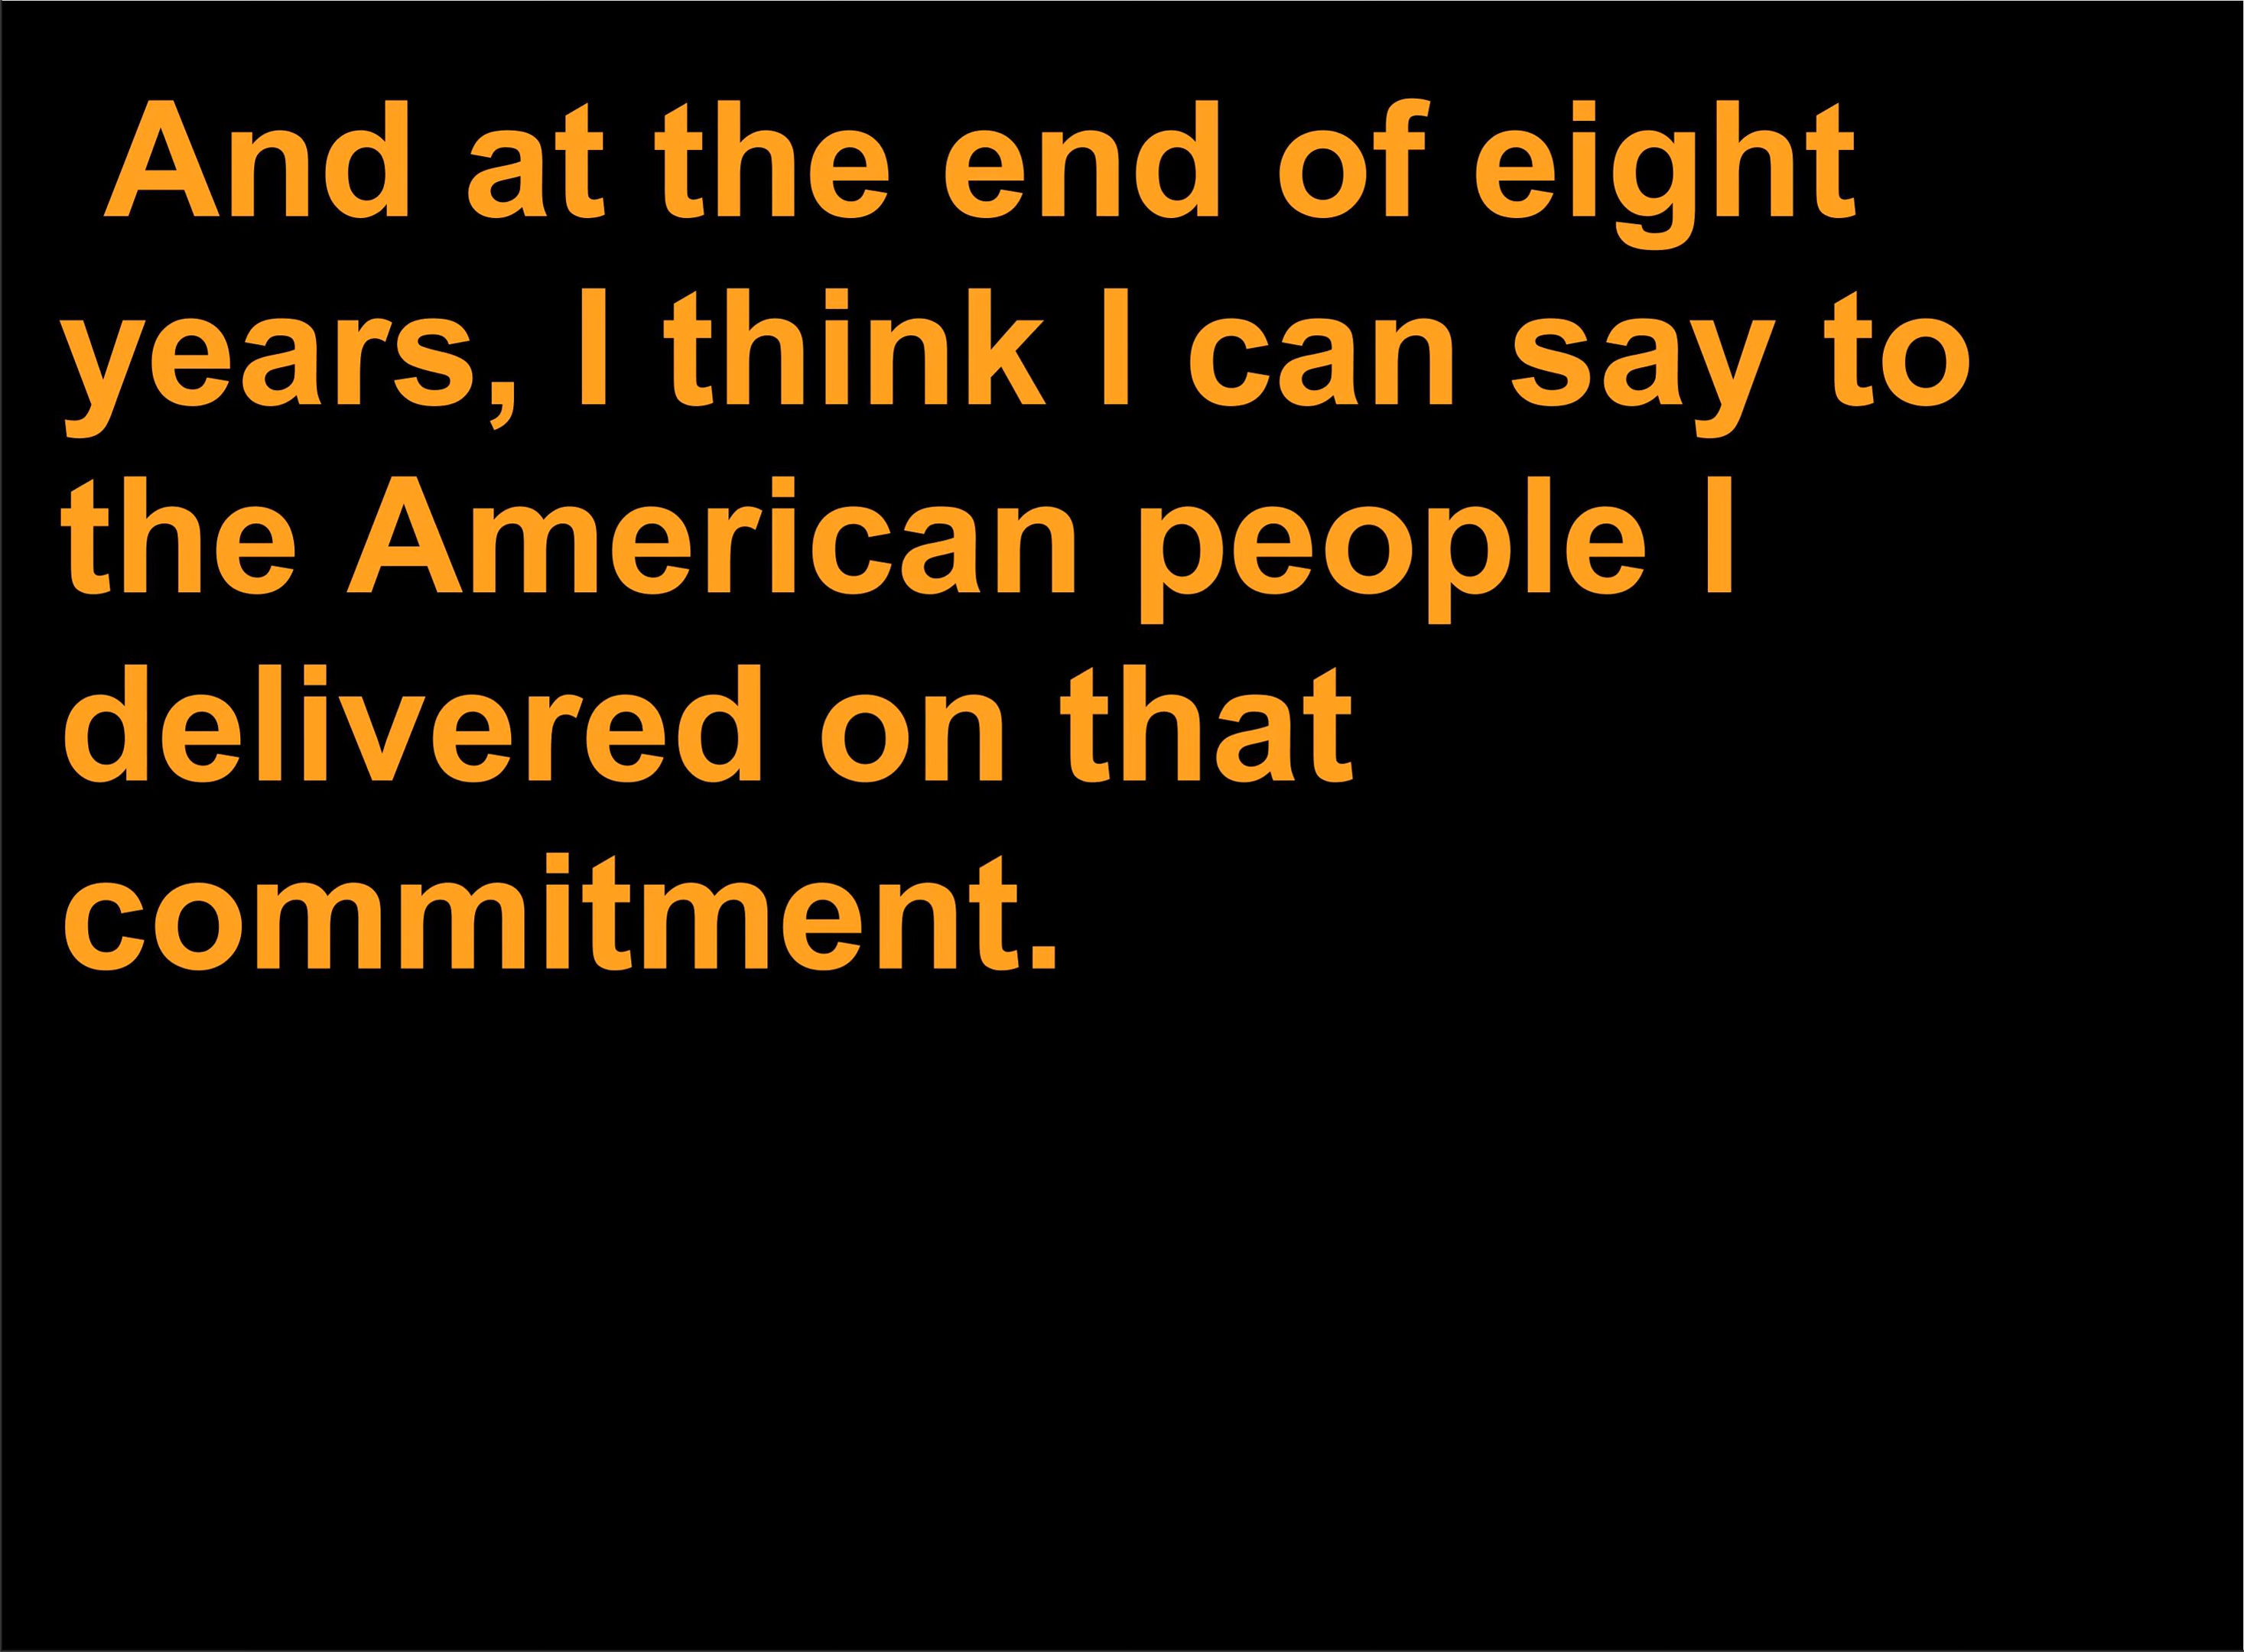 And at the end of eight
years, I think I can say to
the American people I
delivered on that
commitment.